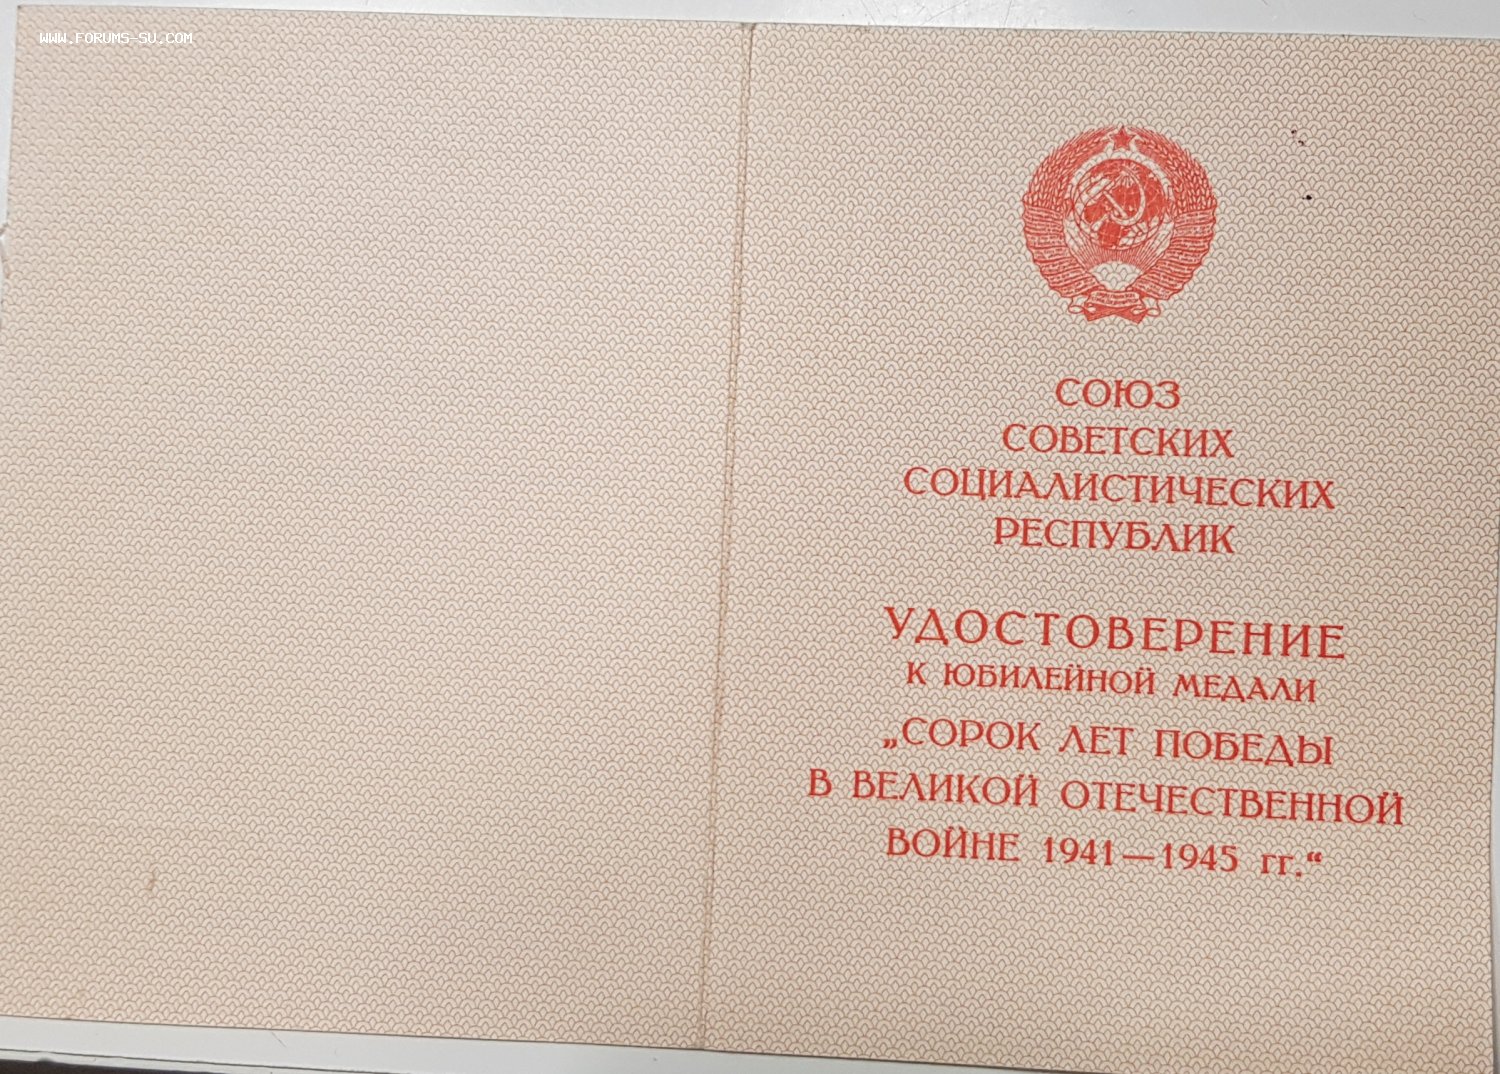 WWW.FORUMS-SU.COM
СОЮЗ
СОВЕТСКИХ
СОЦИАЛИСТИЧЕСКИХ
РЕСПУБЛИК
УДОСТОВЕРЕНИЕ
К ЮБИЛЕЙНОЙ МЕДАЛИ
„СОРОК ЛЕТ ПОБЕДЫ
В ВЕЛИКОЙ ОТЕЧЕСТВЕННОЙ
ВОЙНЕ 1941—1945 гг.“